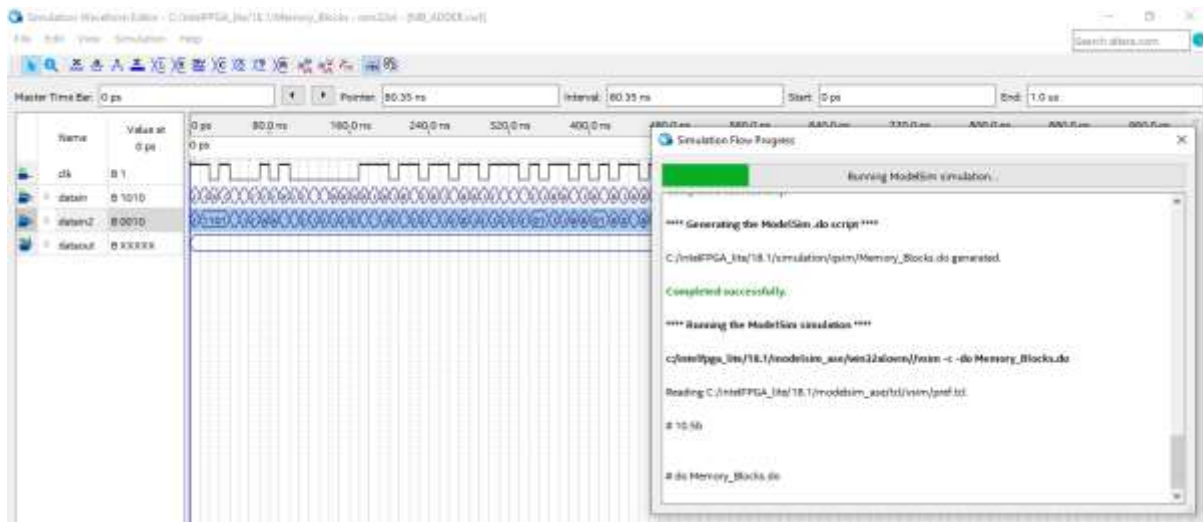 Simulation Waveform Editor - C:/intelFPGA_lite/18.1/Memory_Blocks - - [NB_ADDER.vwf]
File Edit View Simulation Help
Search altera.com
Master Time Bar: 0 ps Pointer: 80.35 ns Interval: 80.35 ns Start: 0 ps End: 1.0 us
Name Value at 0 ps
0 ps 80.0 ns 160.0 ns 240.0 ns 320.0 ns 400.0 ns
0 ps
clk B 1
datain B 1010
datain2 B 0010
dataout B XXXXX
Simulation Flow Progress
Running ModelSim simulation.
**** Generating the ModelSim .do script ****
C:/intelFPGA_lite/18.1/simulation/qsim/Memory_Blocks.do generated.
Completed successfully.
**** Running the ModelSim simulation ****
c:/intelfpga_lite/18.1/modelsim_ase/win32aloem//vsim -c -do Memory_Blocks.do
Reading C:/intelFPGA_lite/18.1/modelsim_ase/tcl/vsim/pref.tcl
# 10.5b
# do Memory_Blocks.do